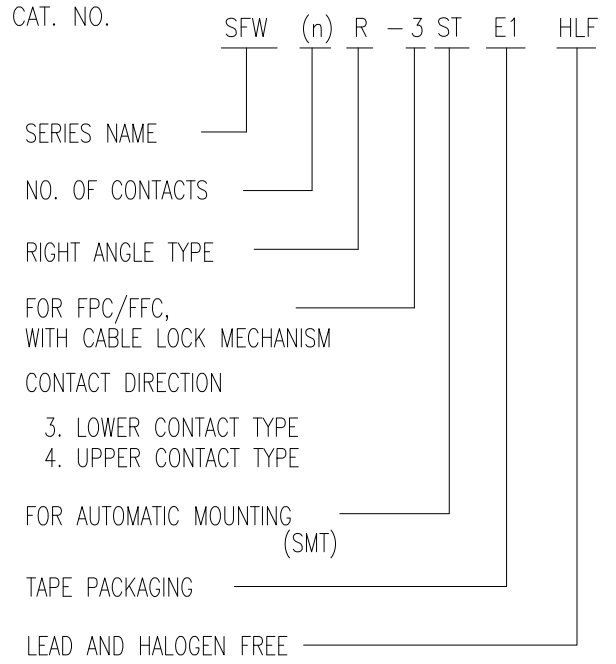 CAT. NO.
SFW (n) R - 3 ST E1 HLF
SERIES NAME
NO. OF CONTACTS
RIGHT ANGLE TYPE
FOR FPC/FFC,
WITH CABLE LOCK MECHANISM
CONTACT DIRECTION
3. LOWER CONTACT TYPE
4. UPPER CONTACT TYPE
FOR AUTOMATIC MOUNTING
(SMT)
TAPE PACKAGING
LEAD AND HALOGEN FREE